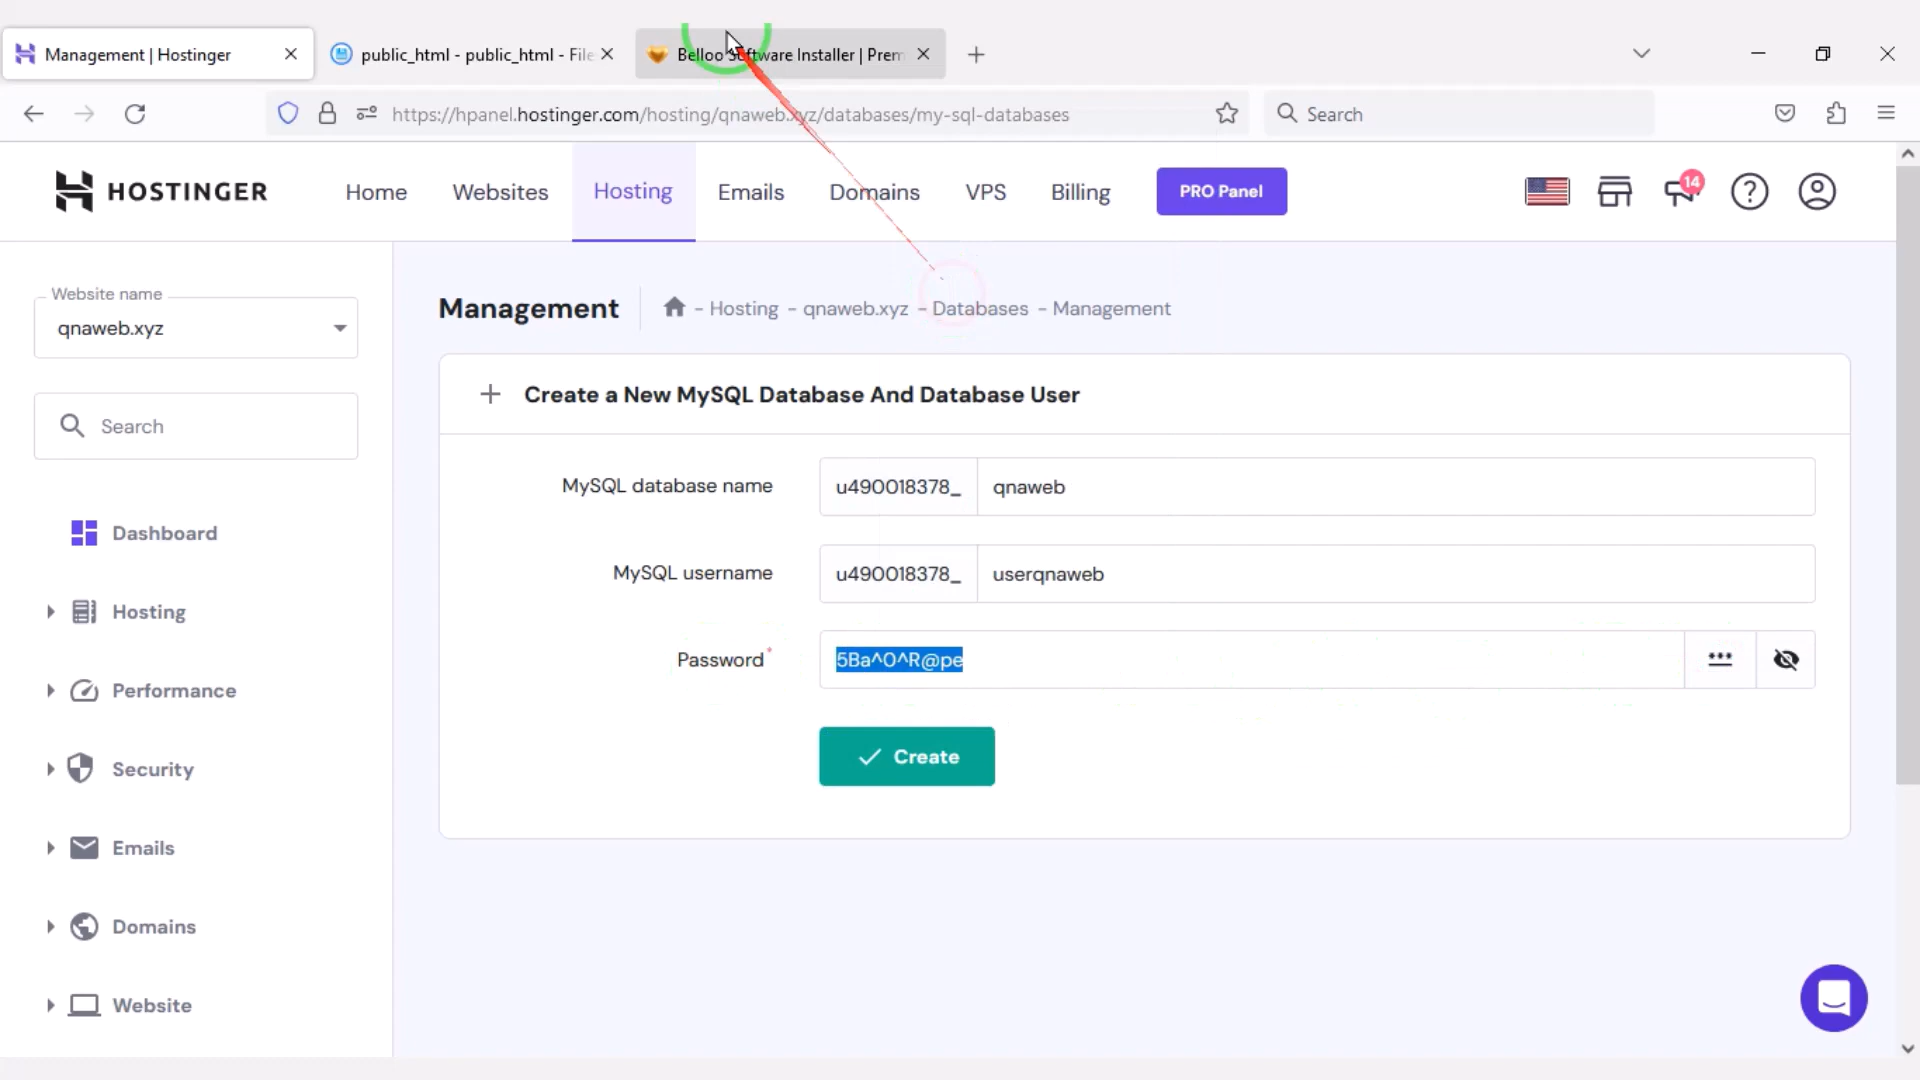 Management | Hostinger
public_html - public_html - File
Belloo Software Installer | Prem
https://hpanel.hostinger.com/hosting/qnaweb.xyz/databases/my-sql-databases
Search
HOSTINGER
Home
Websites
Hosting
Emails
Domains
VPS
Billing
PRO Panel
14
Website name
qnaweb.xyz
Search
Dashboard
Hosting
Performance
Security
Emails
Domains
Website
Management
- Hosting - qnaweb.xyz - Databases - Management
Create a New MySQL Database And Database User
MySQL database name
u490018378_
qnaweb
MySQL username
u490018378_
userqnaweb
Password*
5Ba^0^R@pe
Create